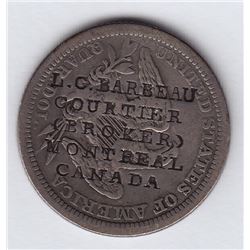 L.G. BARBEAU
COURTIER
BROKER,
MONTREAL
CANADA
UNITED STATES OF AMERICA